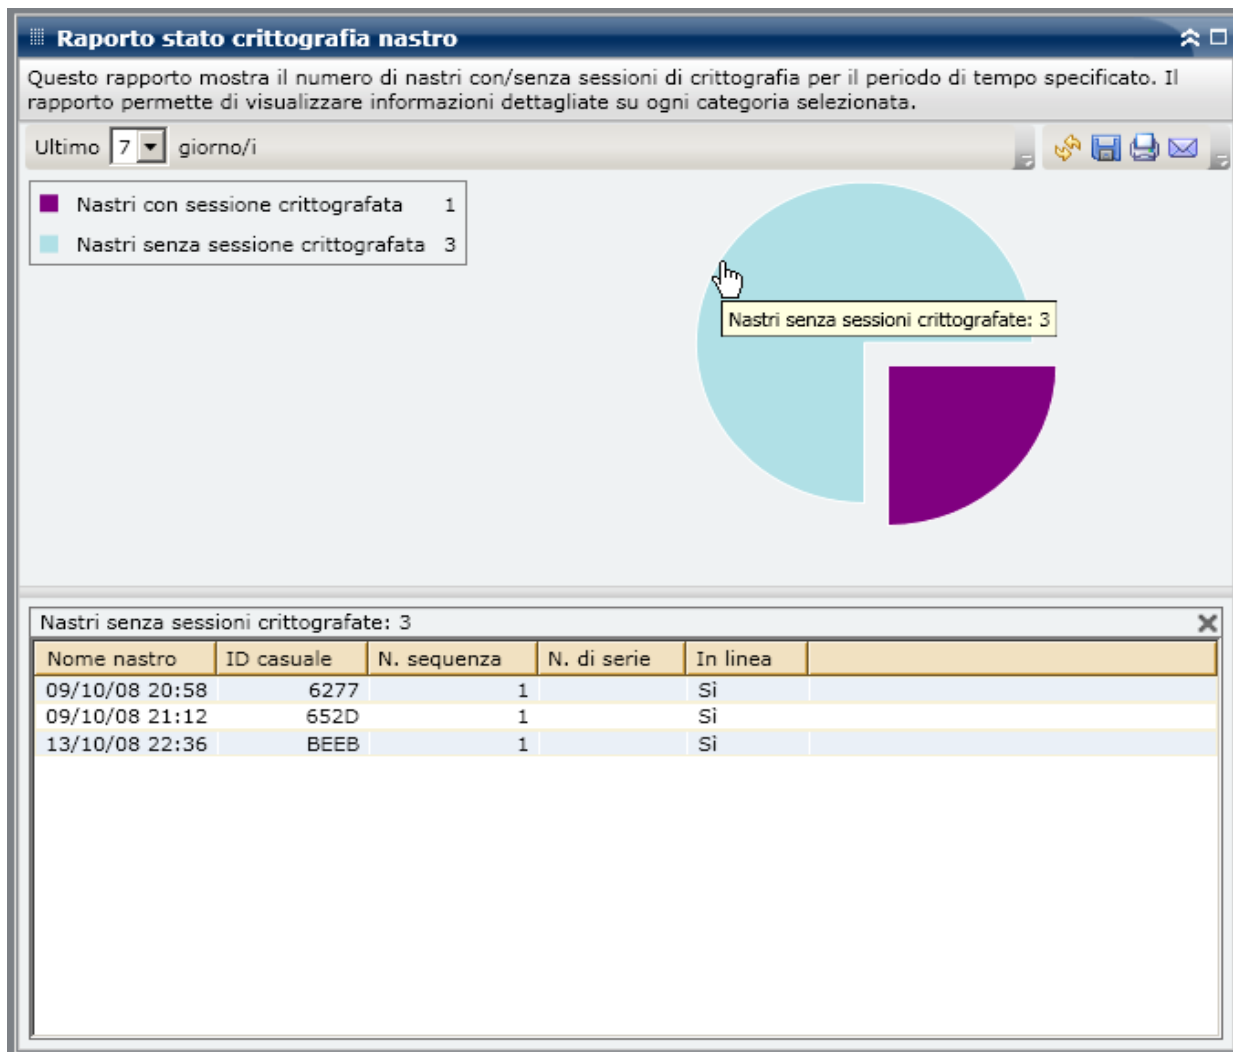 Raporto stato crittografia nastro
Questo rapporto mostra il numero di nastri con/senza sessioni di crittografia per il periodo di tempo specificato. Il
rapporto permette di visualizzare informazioni dettagliate su ogni categoria selezionata.
Ultimo 7 giorno/i
Nastri con sessione crittografata 1
Nastri senza sessione crittografata 3
Nastri senza sessioni crittografate: 3
Nastri senza sessioni crittografate: 3
Nome nastro ID casuale N. sequenza N. di serie In linea
09/10/08 20:58 6277 1 Sì
09/10/08 21:12 652D 1 Sì
13/10/08 22:36 BEEB 1 Sì